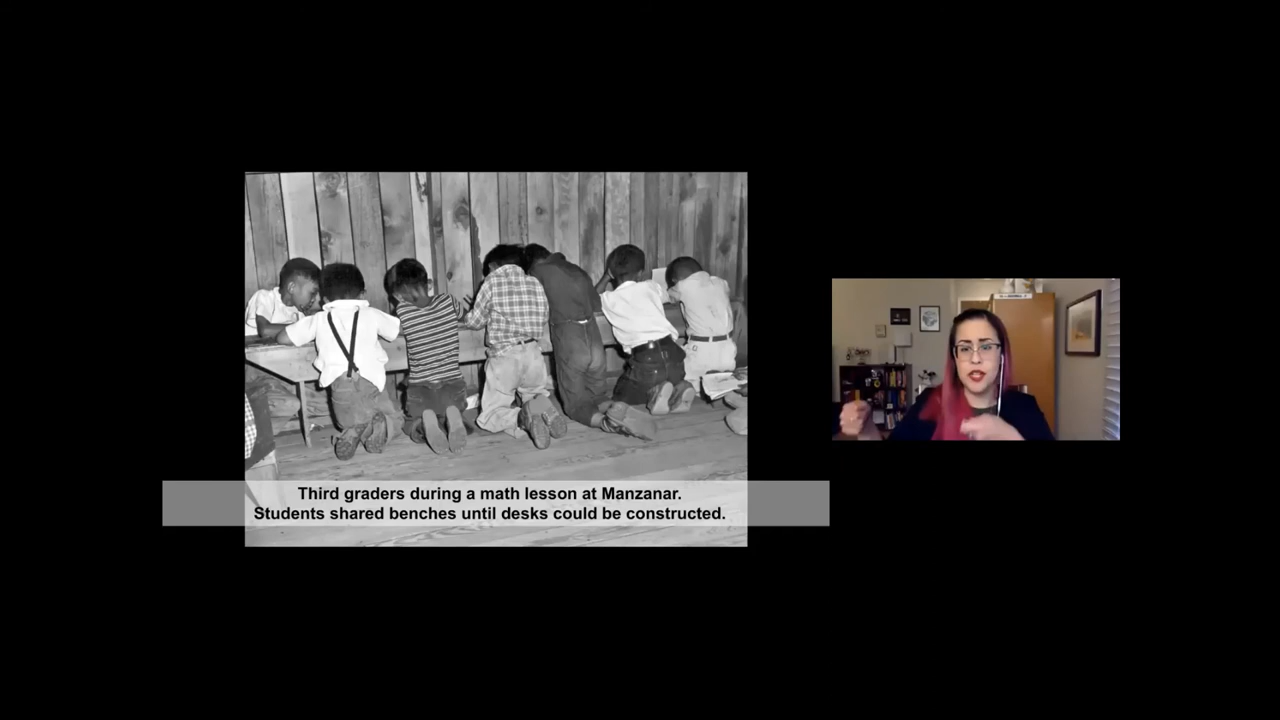 Third graders during a math lesson at Manzanar.
Students shared benches until desks could be constructed.